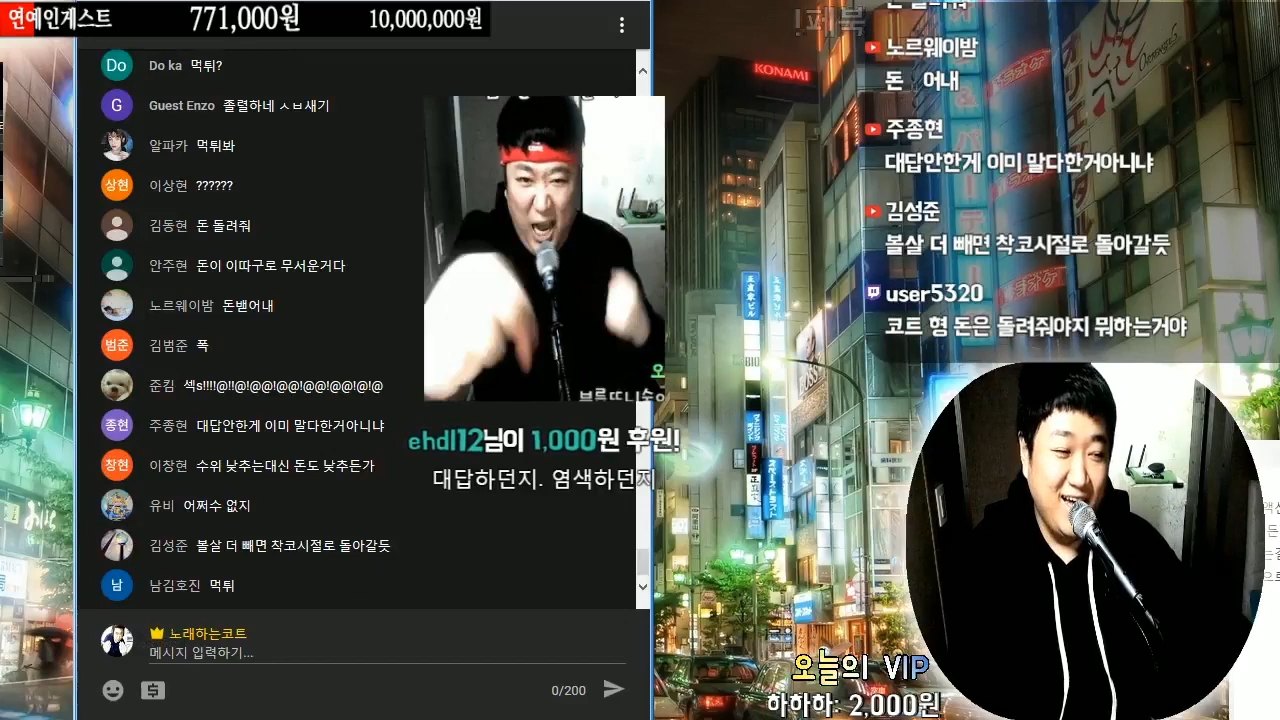 연예인게스트 771,000원 10,000,000원
Do ka 먹튀?
Guest Enzo 졸렬하네 ㅅㅂ새기
알파카 먹튀봐
이상현 ??????
김동현 돈 돌려줘
안주현 돈이 이따구로 무서운거다
노르웨이밤 돈뱉어내
김범준 폭
준킴 섹s!!!!@!!@!@@!@@!@@!@@!@!@
주종현 대답안한게 이미 말다한거아니냐
이창현 수위 낮추는대신 돈도 낮추든가
유비 어쩌수 없지
김성준 볼살 더 빼면 착코시절로 돌아갈듯
남김호진 먹튀
노래하는코트
메시지 입력하기...
0/200
Do
G
상현
범준
종현
창현
남
ehdl12님이 1,000원 후원!
대답하던지. 염색하던지
KONAMI
노르웨이밤
돈 어내
주종현
대답안한게 이미 말다한거아니냐
김성준
볼살 더 빼면 착코시절로 돌아갈듯
user5320
코트 형 돈은 돌려줘야지 뭐하는거야
오늘의 VIP
하하하: 2,000원